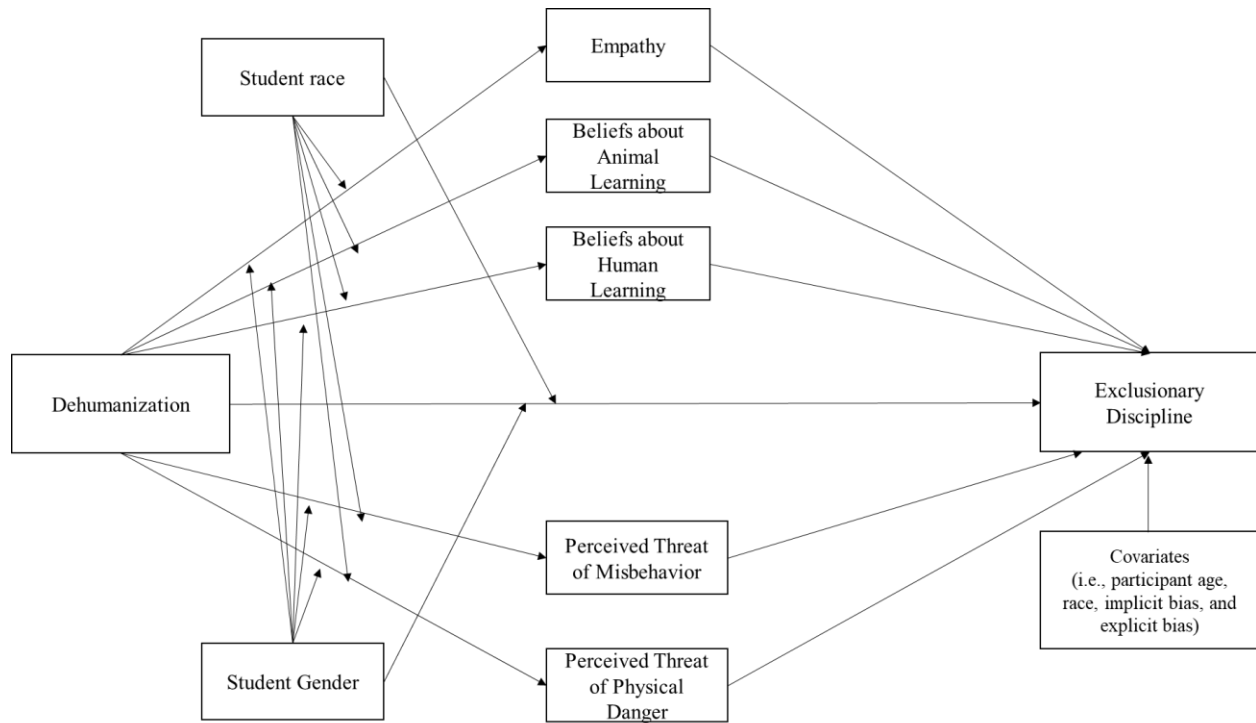 Empathy
Student race
Beliefs about
Animal
Learning
Beliefs about
Human
Learning
Dehumanization
Exclusionary
Discipline
Perceived Threat
of Misbehavior
Covariates
(i.e., participant age,
race, implicit bias, and
explicit bias)
Student Gender
Perceived Threat
of Physical
Danger